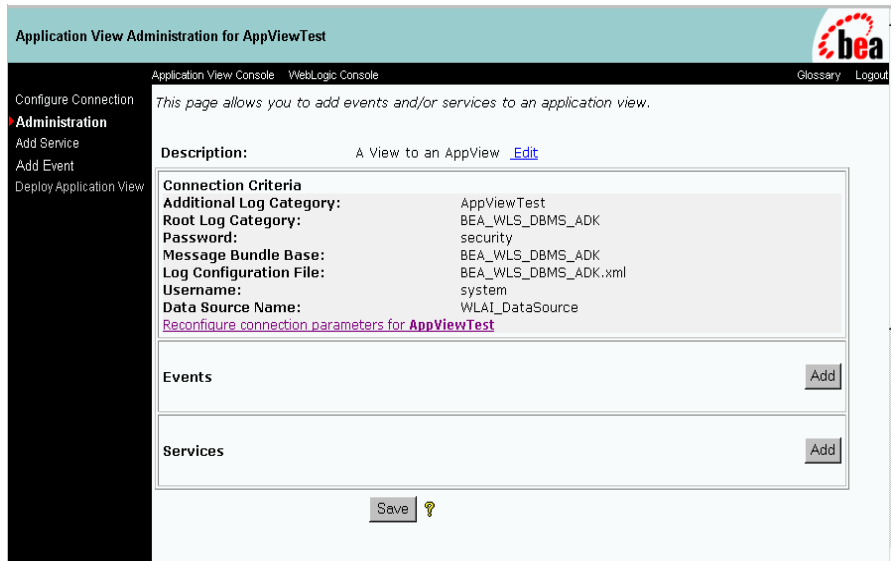 Application View Administration for AppViewTest
bea
Application View Console WebLogic Console Glossary Logout
Configure Connection
Administration
Add Service
Add Event
Deploy Application View
This page allows you to add events and/or services to an application view.
Description: A View to an AppView Edit
Connection Criteria
Additional Log Category: AppViewTest
Root Log Category: BEA_WLS_DBMS_ADK
Password: security
Message Bundle Base: BEA_WLS_DBMS_ADK
Log Configuration File: BEA_WLS_DBMS_ADK.xml
Username: system
Data Source Name: WLAI_DataSource
Reconfigure connection parameters for AppViewTest
Events Add
Services Add
Save ?